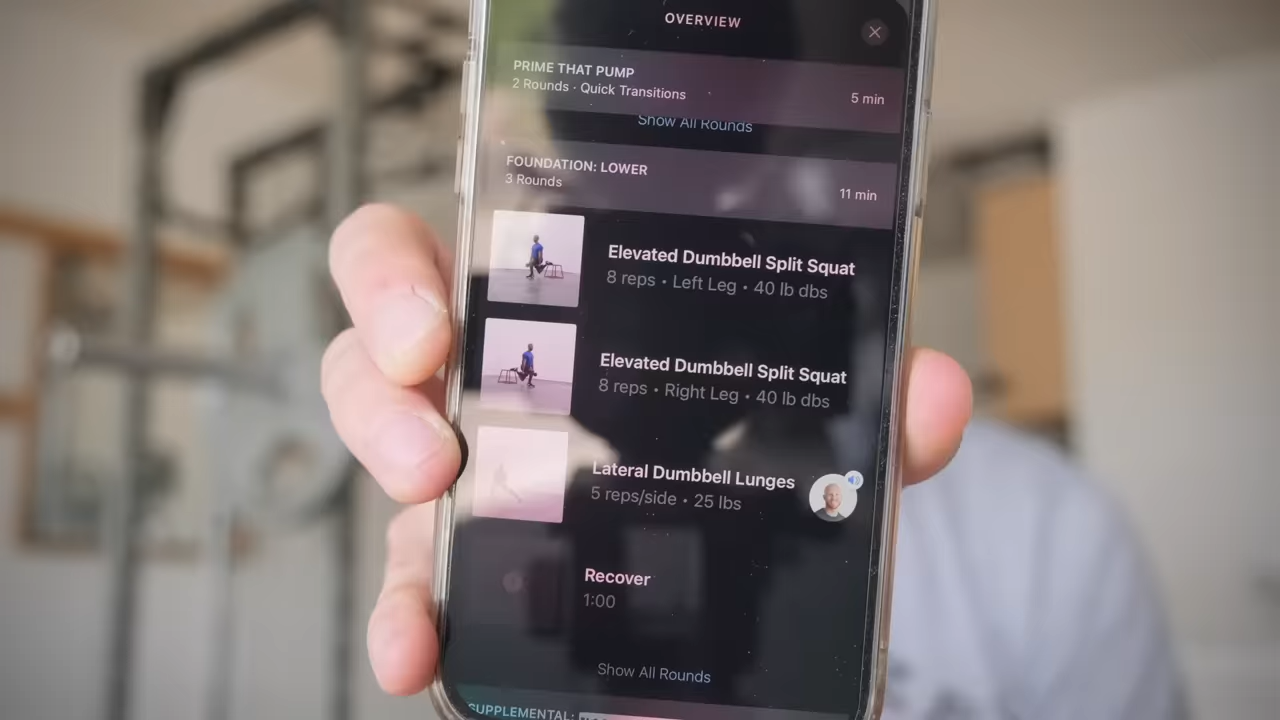 OVERVIEW
PRIME THAT PUMP
2 Rounds · Quick Transitions
5 min
Show All Rounds
FOUNDATION: LOWER
3 Rounds
11 min
Elevated Dumbbell Split Squat
8 reps • Left Leg • 40 lb dbs
Elevated Dumbbell Split Squat
8 reps • Right Leg • 40 lb dbs
Lateral Dumbbell Lunges
5 reps/side • 25 lbs
Recover
1:00
Show All Rounds
SUPPLEMENTAL: